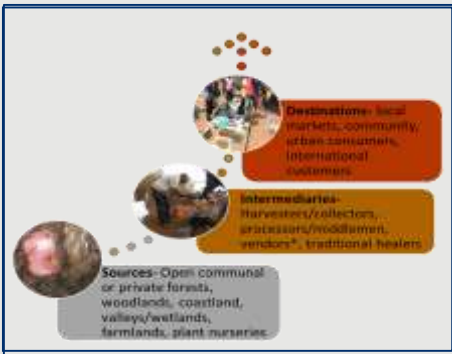 Destinations- local
markets, community,
urban consumers,
international
customers
Intermediaries-
Harvesters/collectors,
processors/middlemen,
vendors*, traditional healers
Sources- Open communal
or private forests,
woodlands, coastland,
valleys/wetlands,
farmlands, plant nurseries